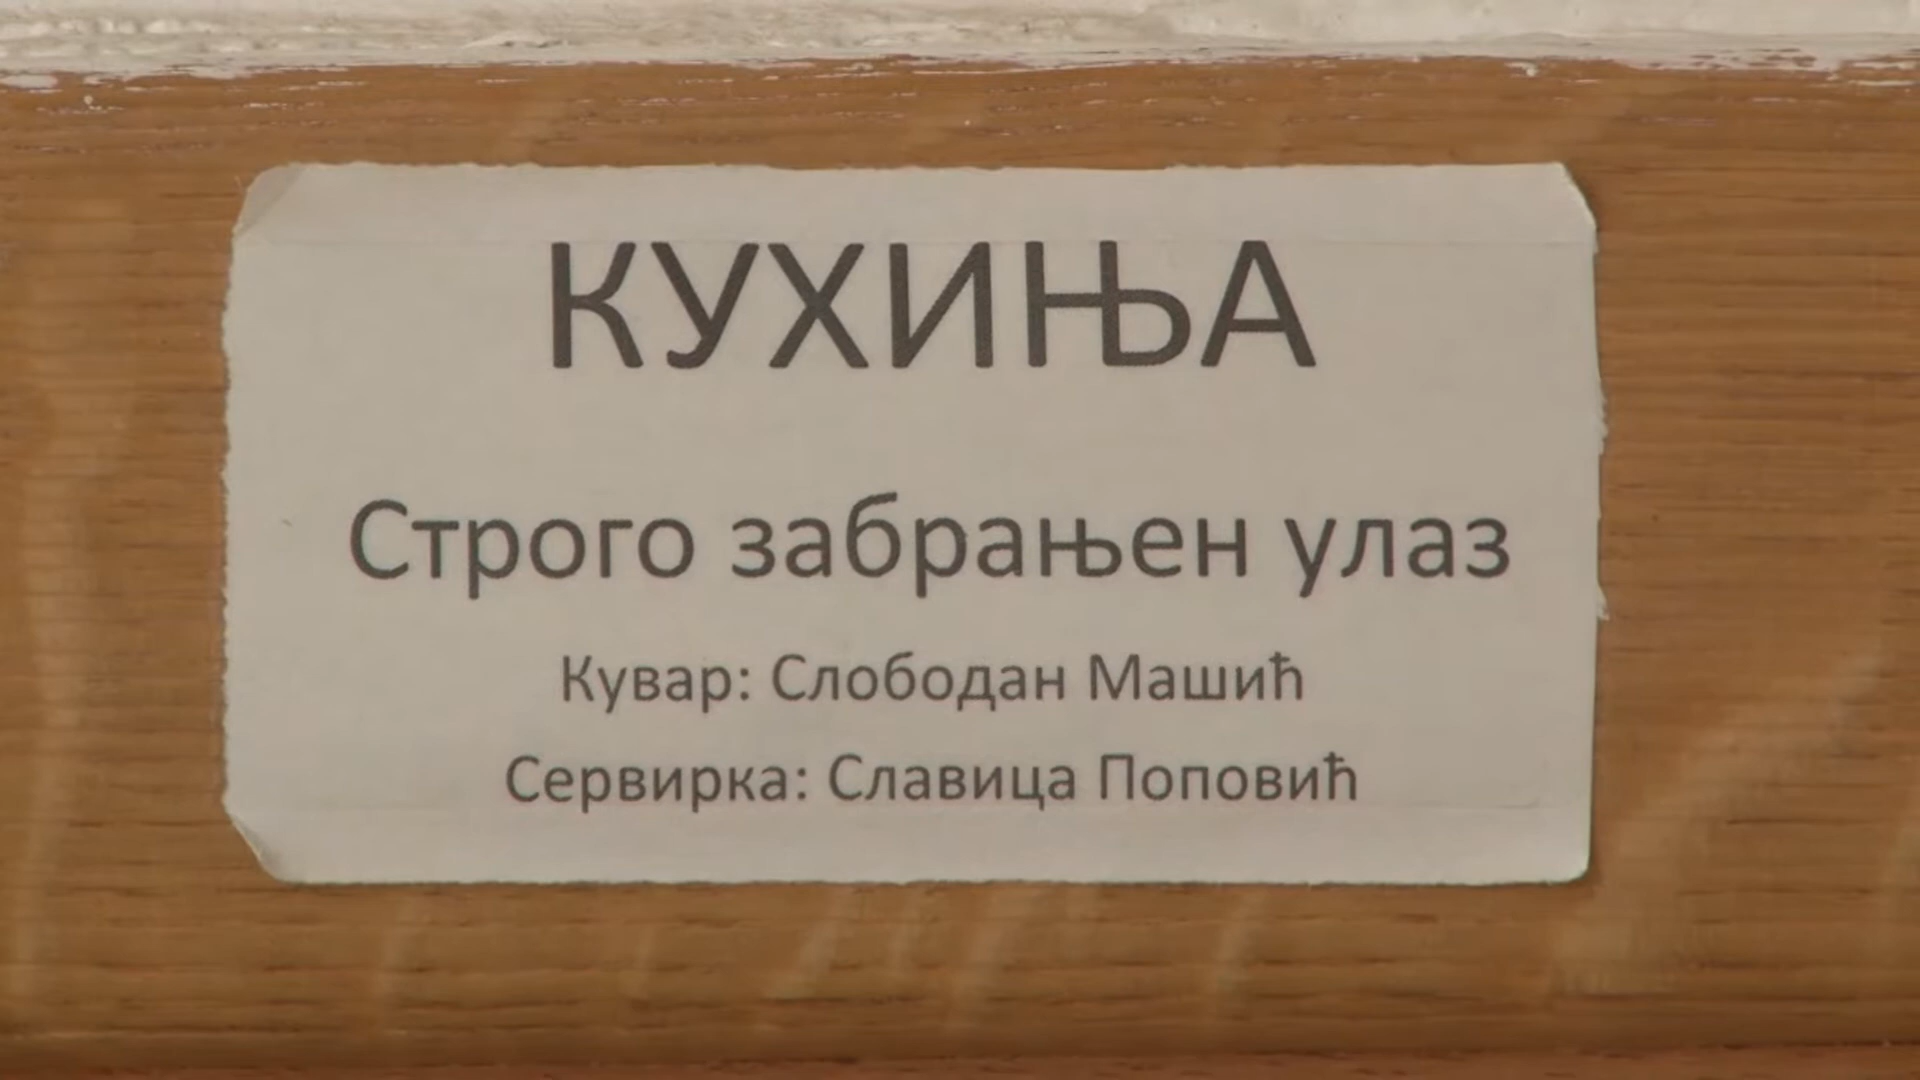 КУХИЊА
Строго забрањен улаз
Кувар: Слободан Машић
Сервирка: Славица Поповић